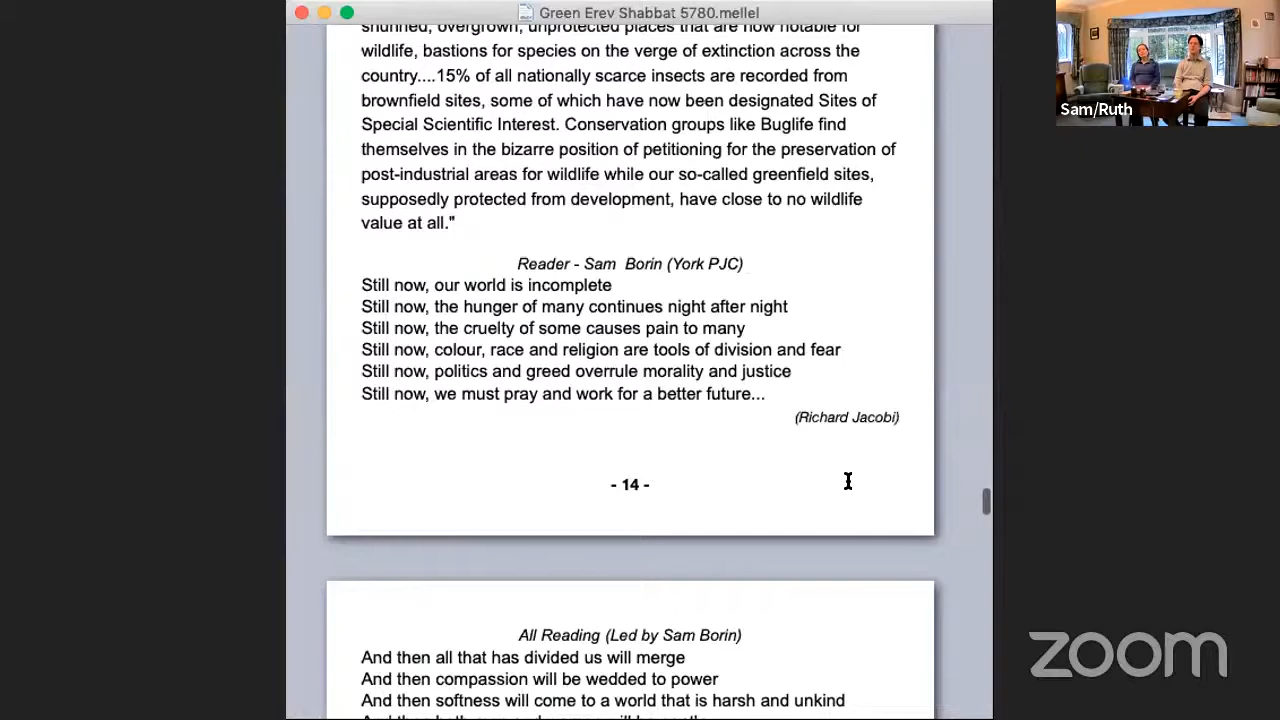 Green Erev Shabbat 5780.mellel
shunned, overgrown, unprotected places that are now notable for
wildlife, bastions for species on the verge of extinction across the
country....15% of all nationally scarce insects are recorded from
brownfield sites, some of which have now been designated Sites of
Special Scientific Interest. Conservation groups like Buglife find
themselves in the bizarre position of petitioning for the preservation of
post-industrial areas for wildlife while our so-called greenfield sites,
supposedly protected from development, have close to no wildlife
value at all."
Reader - Sam Borin (York PJC)
Still now, our world is incomplete
Still now, the hunger of many continues night after night
Still now, the cruelty of some causes pain to many
Still now, colour, race and religion are tools of division and fear
Still now, politics and greed overrule morality and justice
Still now, we must pray and work for a better future...
(Richard Jacobi)
- 14 -
All Reading (Led by Sam Borin)
And then all that has divided us will merge
And then compassion will be wedded to power
And then softness will come to a world that is harsh and unkind
Sam/Ruth
zoom